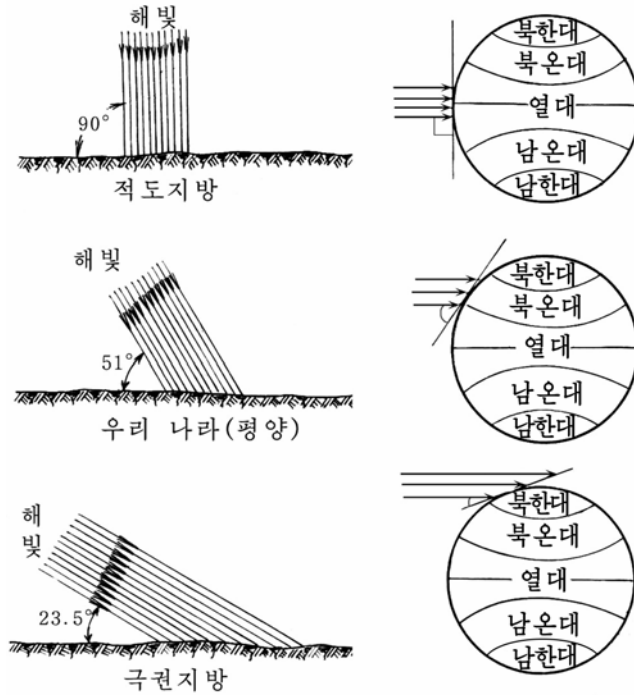 해빛
90°
적도지방
북한대
북온대
열대
남온대
남한대
해빛
51°
우리 나라(평양)
북한대
북온대
열대
남온대
남한대
해
빛
23.5°
극권지방
북한대
북온대
열대
남온대
남한대